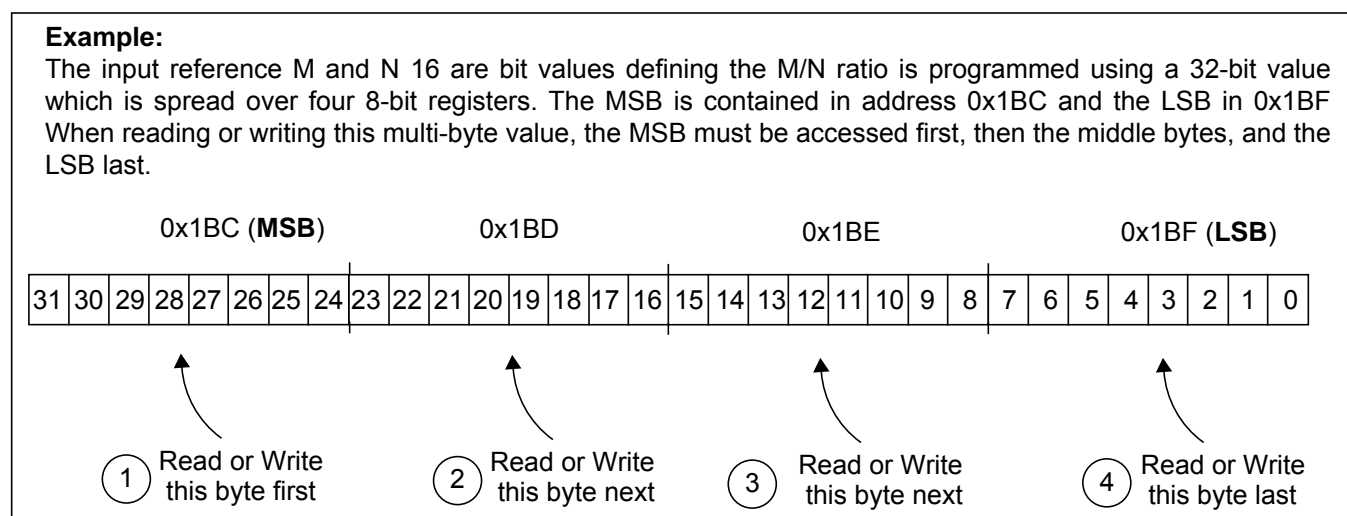 Example:
The input reference M and N 16 are bit values defining the M/N ratio is programmed using a 32-bit value
which is spread over four 8-bit registers. The MSB is contained in address 0x1BC and the LSB in 0x1BF
When reading or writing this multi-byte value, the MSB must be accessed first, then the middle bytes, and the
LSB last.
0x1BC (MSB) 0x1BD 0x1BE 0x1BF (LSB)
31 30 29 28 27 26 25 24 23 22 21 20 19 18 17 16 15 14 13 12 11 10 9 8 7 6 5 4 3 2 1 0
1 Read or Write
this byte first
2 Read or Write
this byte next
3 Read or Write
this byte next
4 Read or Write
this byte last